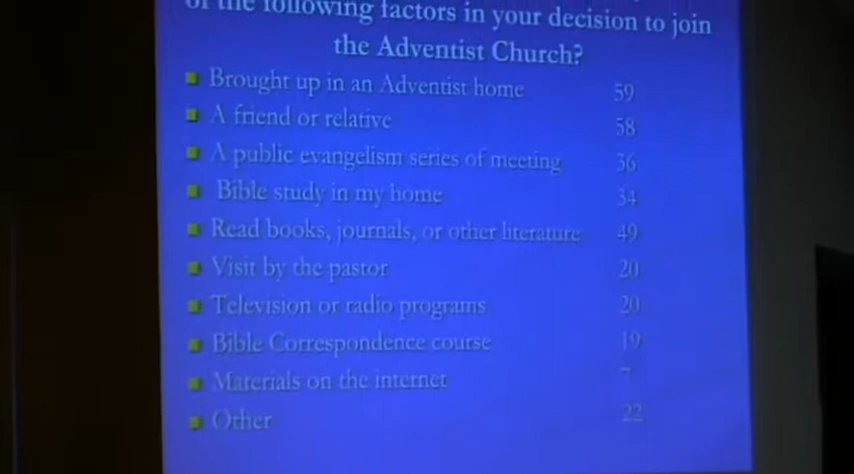 of the following factors in your decision to join
the Adventist Church?
Brought up in an Adventist home 59
A friend or relative 58
A public evangelism series of meeting 36
Bible study in my home 34
Read books, journals, or other literature 49
Visit by the pastor 20
Television or radio programs 20
Bible Correspondence course 19
Materials on the internet 7
Other 22